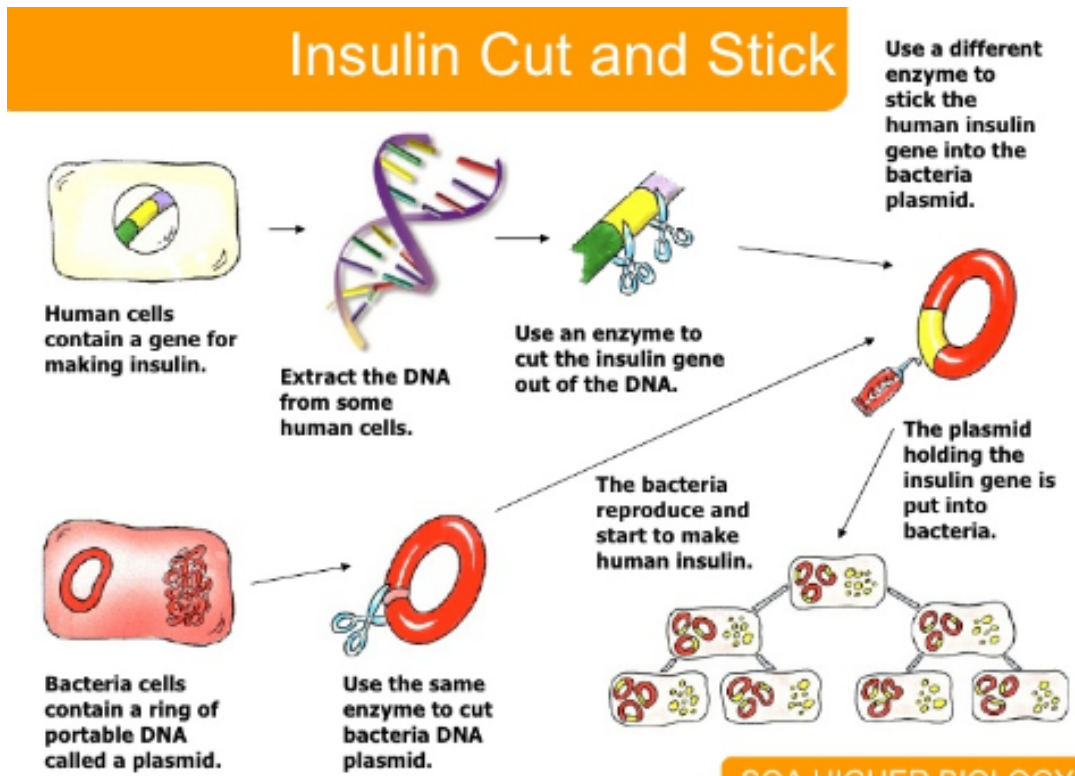 Insulin Cut and Stick
Use a different
enzyme to
stick the
human insulin
gene into the
bacteria
plasmid.
Human cells
contain a gene for
making insulin.
Extract the DNA
from some
human cells.
Use an enzyme to
cut the insulin gene
out of the DNA.
The plasmid
holding the
insulin gene is
put into
bacteria.
The bacteria
reproduce and
start to make
human insulin.
Bacteria cells
contain a ring of
portable DNA
called a plasmid.
Use the same
enzyme to cut
bacteria DNA
plasmid.
SQA HIGHER BIOLOGY